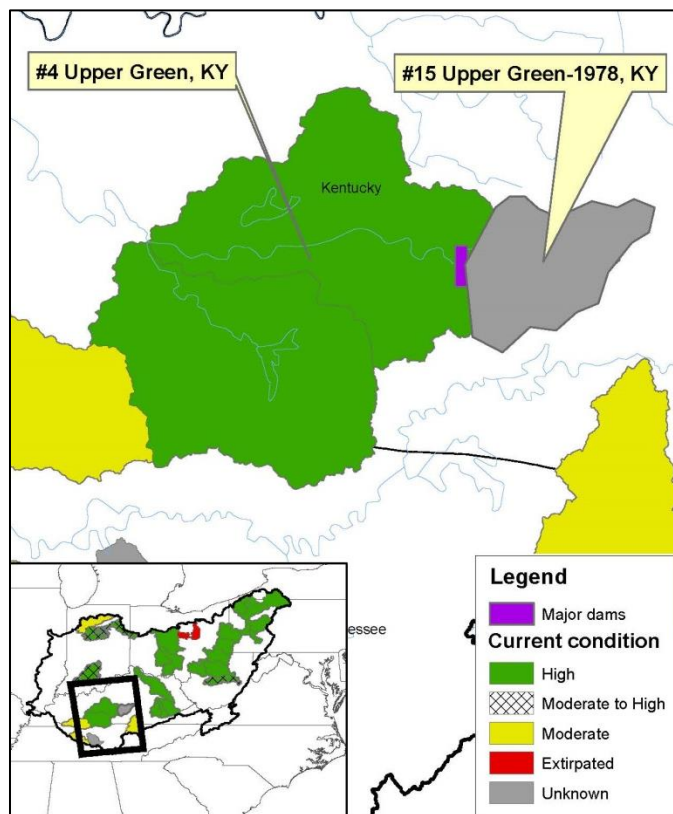 #4 Upper Green, KY
#15 Upper Green-1978, KY
Kentucky
essee
Legend
Major dams
Current condition
High
Moderate to High
Moderate
Extirpated
Unknown